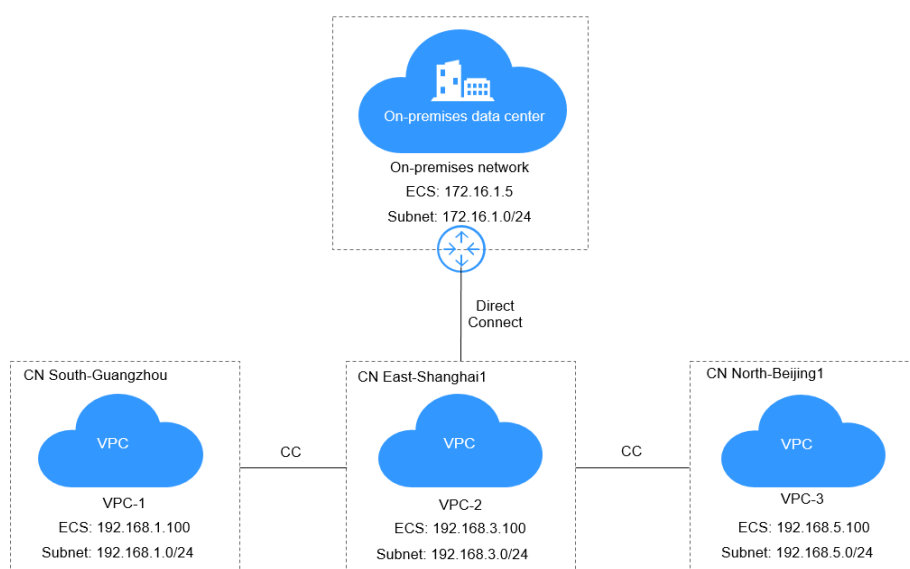 On-premises data center
On-premises network
ECS: 172.16.1.5
Subnet: 172.16.1.0/24
Direct
Connect
CN South-Guangzhou
VPC
VPC-1
ECS: 192.168.1.100
Subnet: 192.168.1.0/24
CC
CN East-Shanghai1
VPC
VPC-2
ECS: 192.168.3.100
Subnet: 192.168.3.0/24
CC
CN North-Beijing1
VPC
VPC-3
ECS: 192.168.5.100
Subnet: 192.168.5.0/24